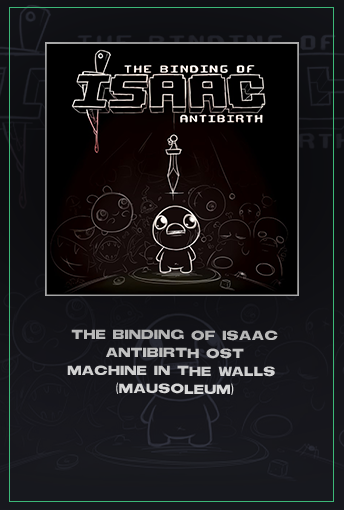 THE BINDING OF
ISAAC
ANTIBIRTH
THE BINDING OF ISAAC
ANTIBIRTH OST
MACHINE IN THE WALLS
(MAUSOLEUM)